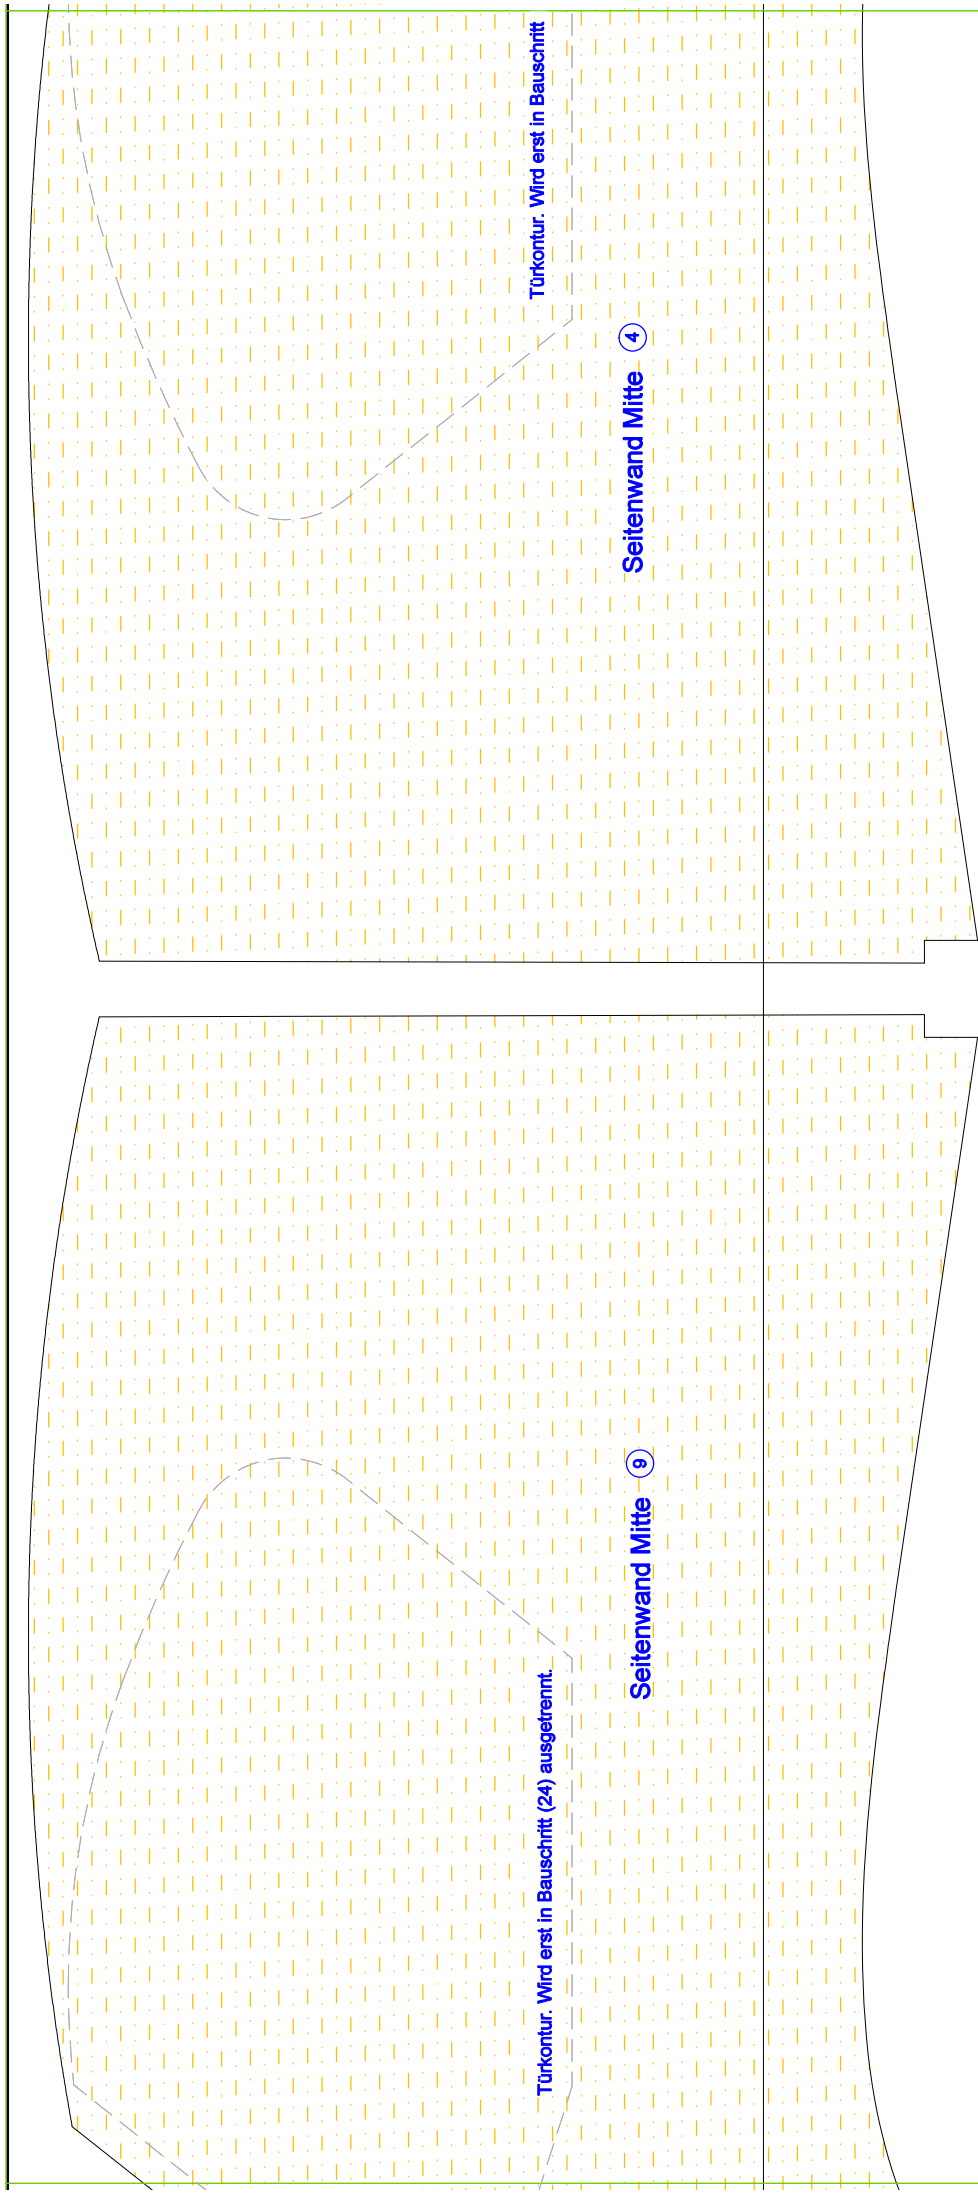 Türkontur. Wird erst in Bauschritt
Seitenwand Mitte 4
Seitenwand Mitte 9
Türkontur. Wird erst in Bauschritt (24) ausgetrennt.